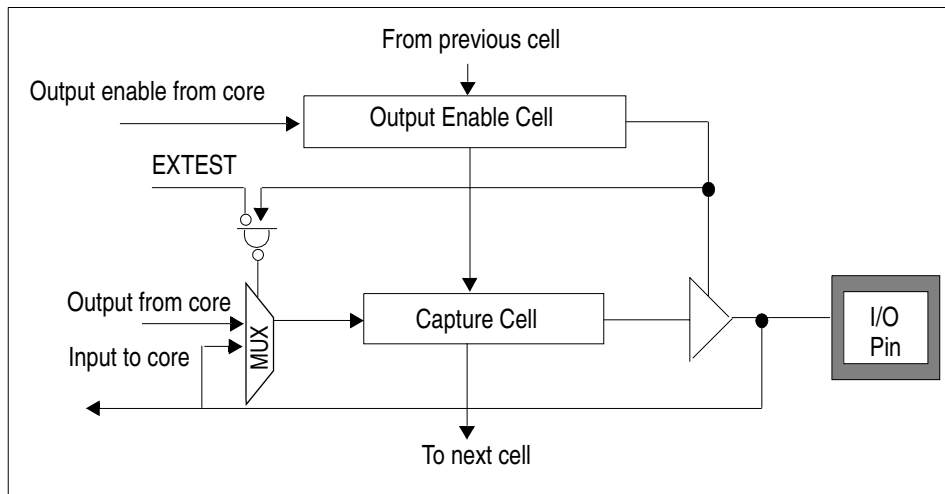 From previous cell
Output enable from core
Output Enable Cell
EXTEST
Output from core
Input to core
MUX
Capture Cell
I/O
Pin
To next cell